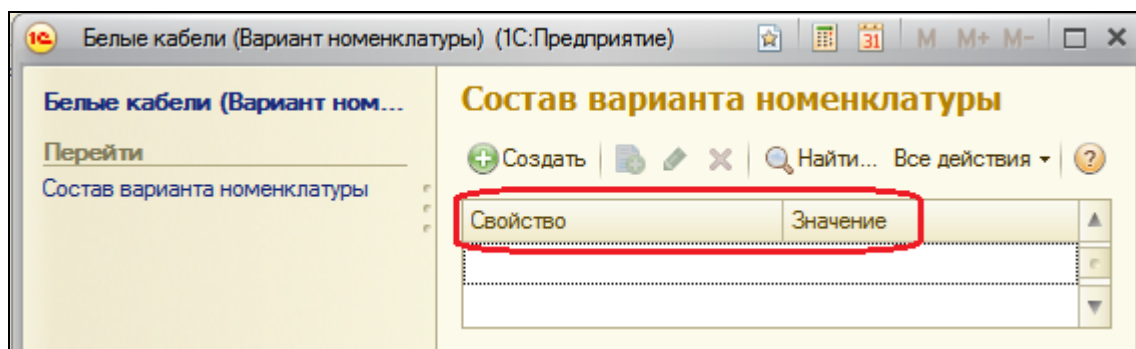 1С Белые кабели (Вариант номенклатуры) (1С:Предприятие) 31 M M+ M-
Белые кабели (Вариант ном...
Перейти
Состав варианта номенклатуры
Состав варианта номенклатуры
Создать Найти... Все действия ?
Свойство Значение